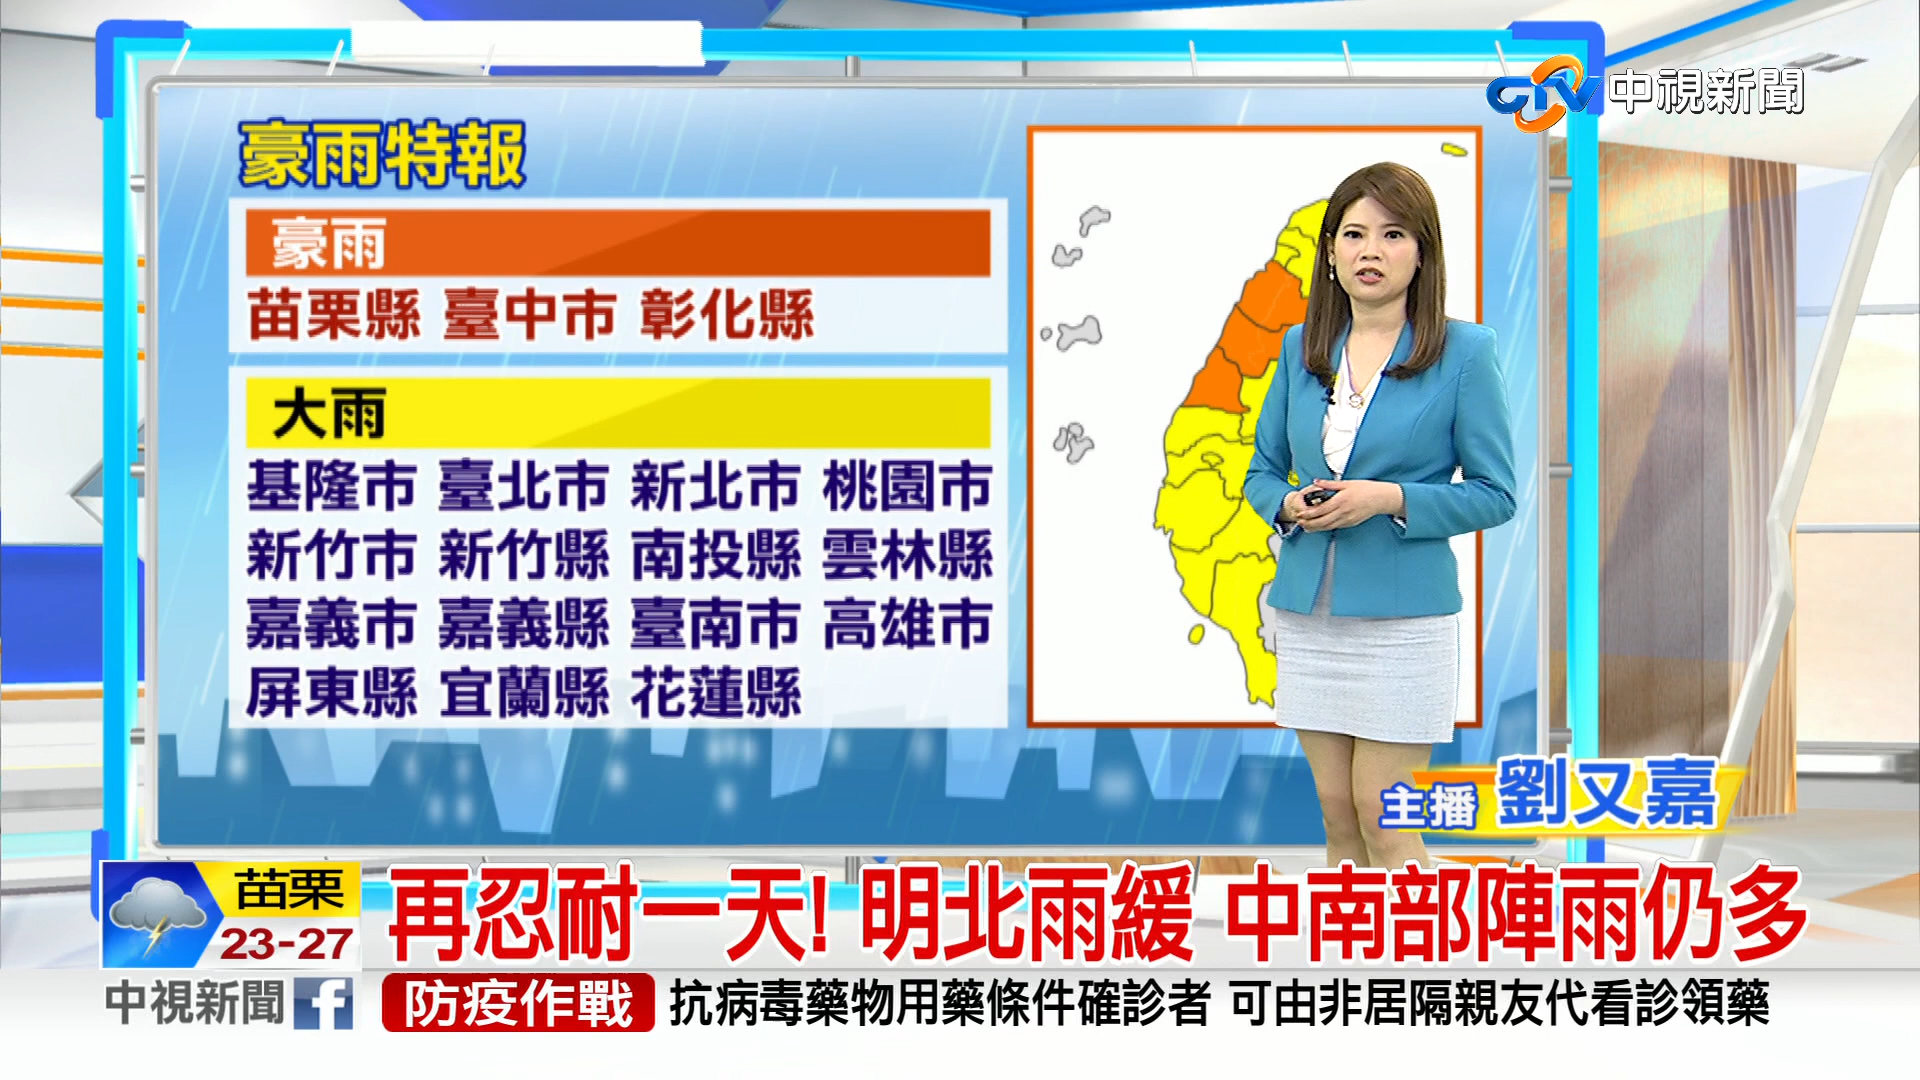 CTV 中視新聞
豪雨特報
豪雨
苗栗縣 臺中市 彰化縣
大雨
基隆市 臺北市 新北市 桃園市
新竹市 新竹縣 南投縣 雲林縣
嘉義市 嘉義縣 臺南市 高雄市
屏東縣 宜蘭縣 花蓮縣
主播 劉又嘉
苗栗
23-27
再忍耐一天! 明北雨緩 中南部陣雨仍多
中視新聞 f
防疫作戰 抗病毒藥物用藥條件確診者 可由非居隔親友代看診領藥